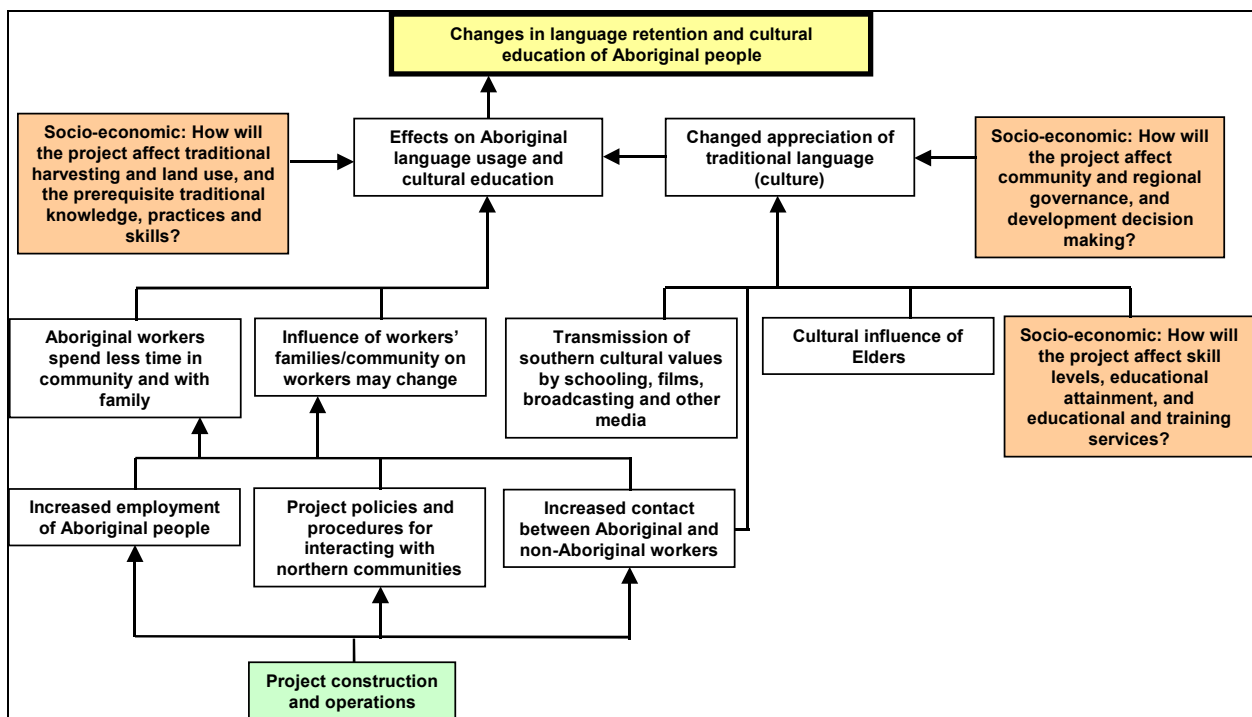 Changes in language retention and cultural
education of Aboriginal people
Socio-economic: How will
the project affect traditional
harvesting and land use, and
the prerequisite traditional
knowledge, practices and
skills?
Effects on Aboriginal
language usage and
cultural education
Changed appreciation of
traditional language
(culture)
Socio-economic: How will
the project affect
community and regional
governance, and
development decision
making?
Aboriginal workers
spend less time in
community and with
family
Influence of workers’
families/community on
workers may change
Transmission of
southern cultural values
by schooling, films,
broadcasting and other
media
Cultural influence of
Elders
Socio-economic: How will
the project affect skill
levels, educational
attainment, and
educational and training
services?
Increased employment
of Aboriginal people
Project policies and
procedures for
interacting with
northern communities
Increased contact
between Aboriginal and
non-Aboriginal workers
Project construction
and operations